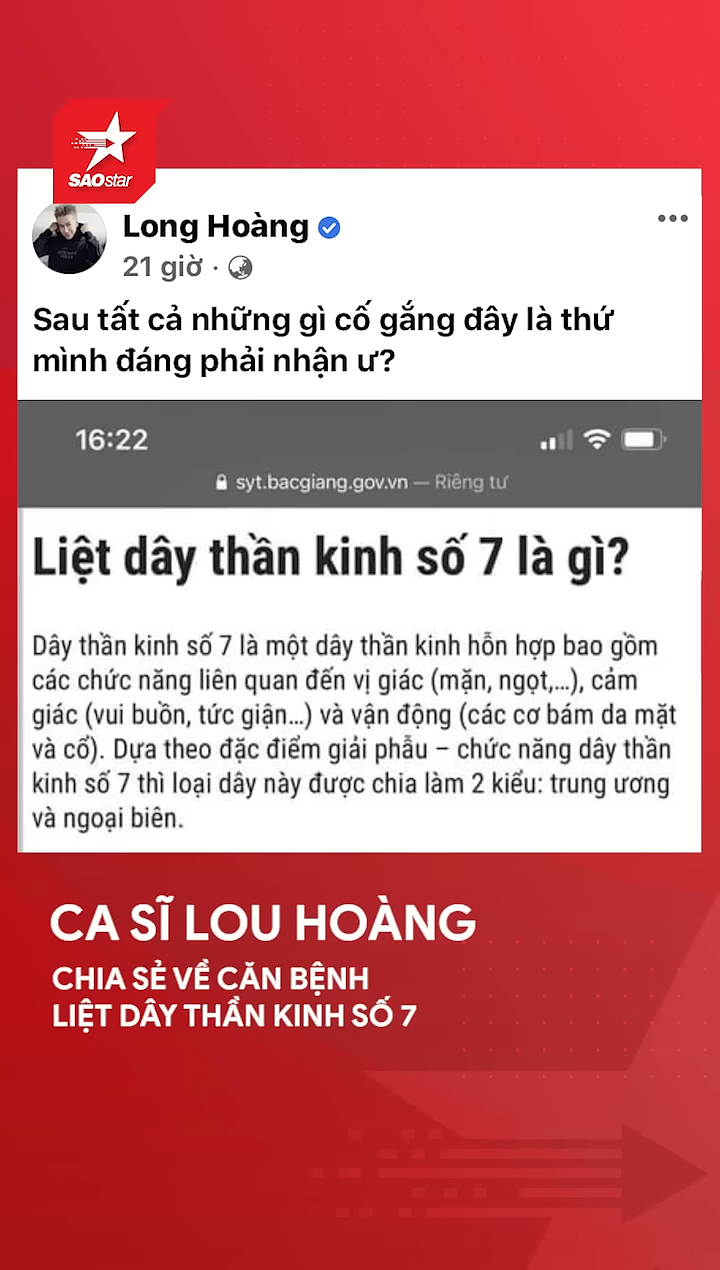 SAOstar
Long Hoàng
21 giờ ·
Sau tất cả những gì cố gắng đây là thứ
mình đáng phải nhận ư?
16:22
syt.bacgiang.gov.vn — Riêng tư
Liệt dây thần kinh số 7 là gì?
Dây thần kinh số 7 là một dây thần kinh hỗn hợp bao gồm
các chức năng liên quan đến vị giác (mặn, ngọt,...), cảm
giác (vui buồn, tức giận...) và vận động (các cơ bám da mặt
và cổ). Dựa theo đặc điểm giải phẫu – chức năng dây thần
kinh số 7 thì loại dây này được chia làm 2 kiểu: trung ương
và ngoại biên.
CA SĨ LOU HOÀNG
CHIA SẺ VỀ CĂN BỆNH
LIỆT DÂY THẦN KINH SỐ 7